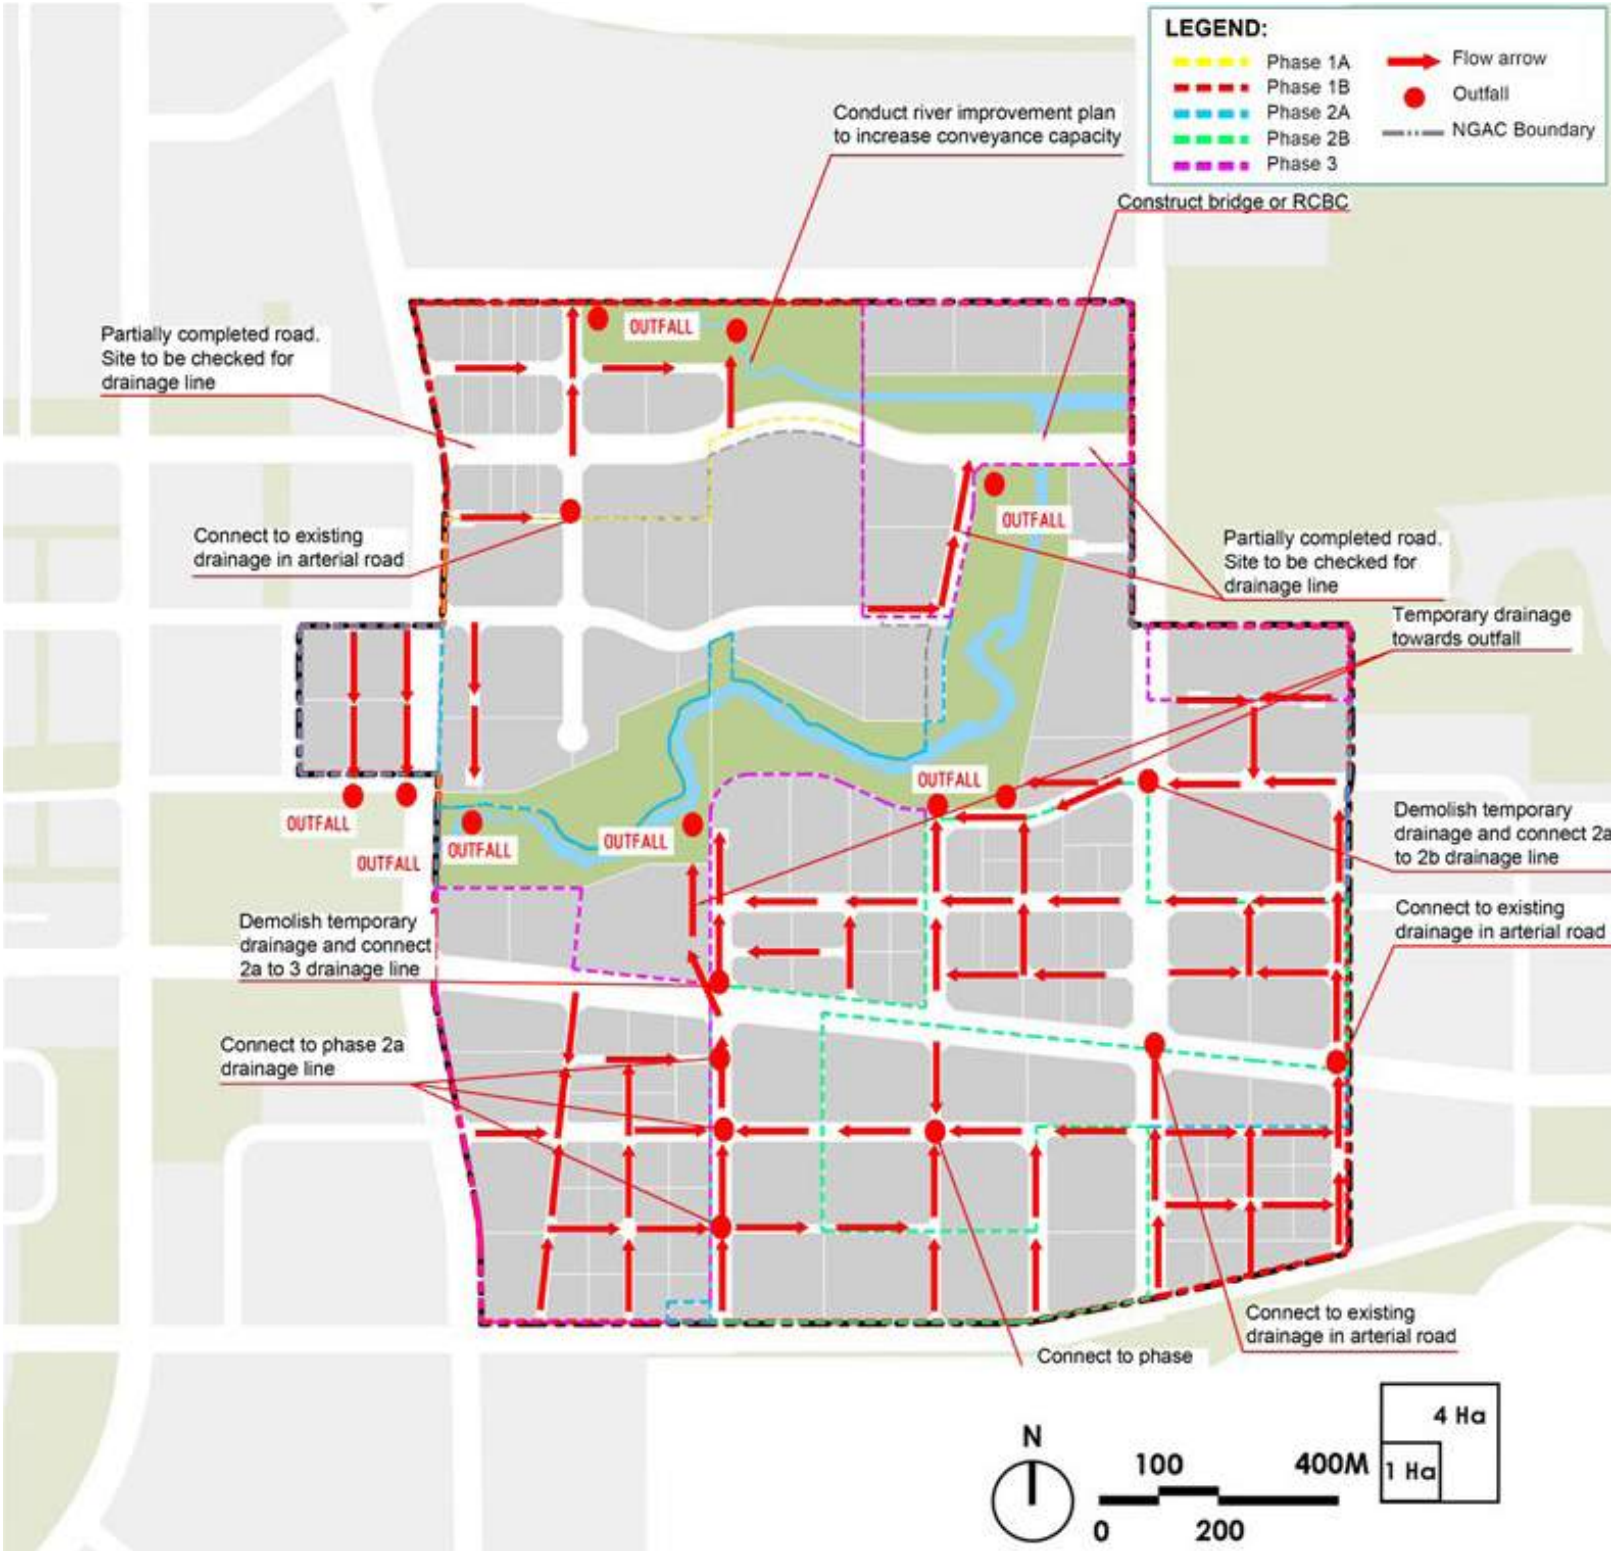 LEGEND:
Phase 1A
Phase 1B
Phase 2A
Phase 2B
Phase 3
Flow arrow
Outfall
NGAC Boundary
Conduct river improvement plan
to increase conveyance capacity
Construct bridge or RCBC
Partially completed road.
Site to be checked for
drainage line
OUTFALL
Connect to existing
drainage in arterial road
OUTFALL
Partially completed road.
Site to be checked for
drainage line
Temporary drainage
towards outfall
OUTFALL
OUTFALL
OUTFALL
OUTFALL
OUTFALL
Demolish temporary
drainage and connect 2a
to 2b drainage line
Demolish temporary
drainage and connect
2a to 3 drainage line
Connect to existing
drainage in arterial road
Connect to phase 2a
drainage line
Connect to existing
drainage in arterial road
Connect to phase
N
100
400M
0
200
4 Ha
1 Ha